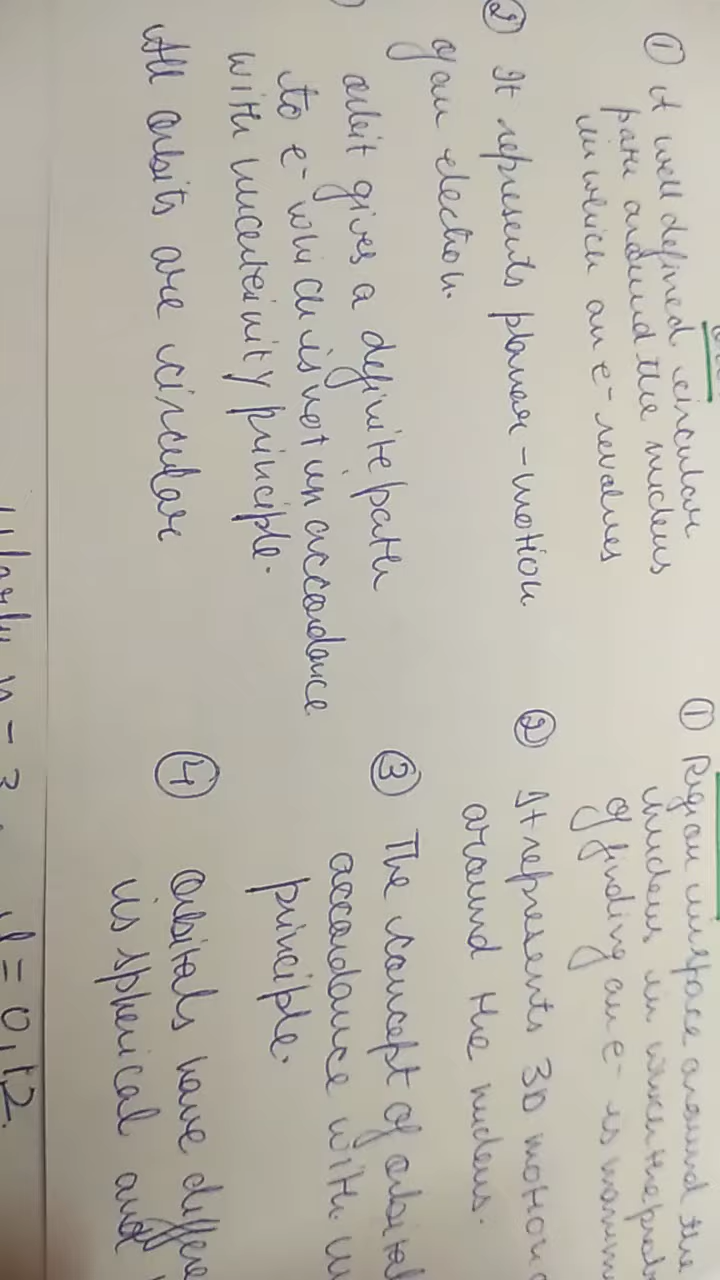 ① A well defined circular
path around the nucleus
in which an e⁻ revolves
② It represents planar-motion
of an electron.
orbit gives a definite path
to e⁻ which is not in accordance
with uncertainity principle.
All orbits are circular
① Region in space around the
nucleus in which the prob
of finding an e⁻ is maximum
② It represents 3D motion
around the nucleus.
③ The concept of orbital
accordance with
principle.
④ orbitals have differe
is spherical and
n = 3, l = 0,1,2.